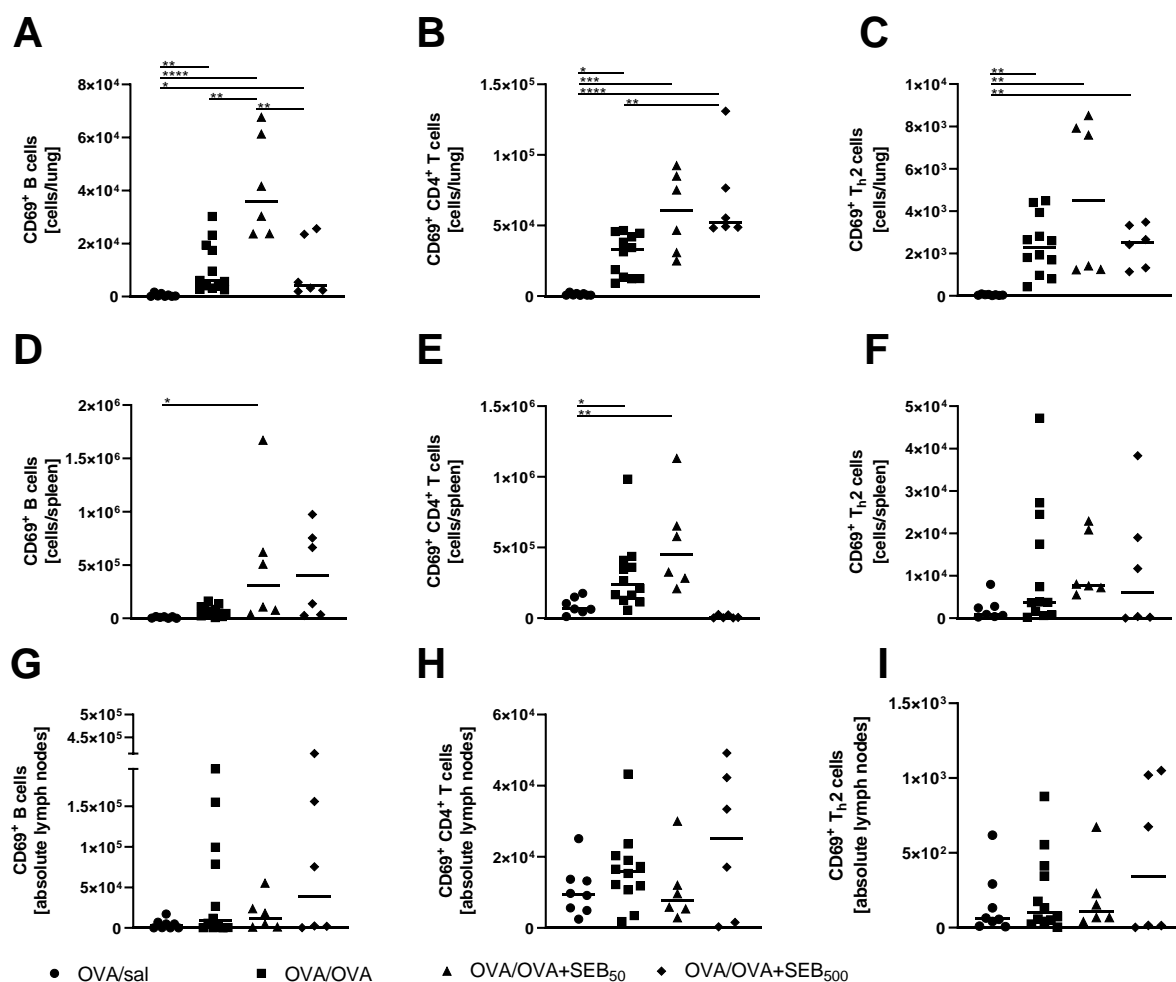 A
B
C
**
****
*
**
**
8×10⁴
6×10⁴
4×10⁴
2×10⁴
0
CD69⁺ B cells
[cells/lung]
*
***
****
**
1.5×10⁵
1×10⁵
5×10⁴
0
CD69⁺ CD4⁺ T cells
[cells/lung]
**
**
**
1×10⁴
8×10³
6×10³
4×10³
2×10³
0
CD69⁺ Tₕ2 cells
[cells/lung]
D
E
F
*
2×10⁶
1.5×10⁶
1×10⁶
5×10⁵
0
CD69⁺ B cells
[cells/spleen]
*
**
1.5×10⁶
1×10⁶
5×10⁵
0
CD69⁺ CD4⁺ T cells
[cells/spleen]
5×10⁴
4×10⁴
3×10⁴
2×10⁴
1×10⁴
0
CD69⁺ Tₕ2 cells
[cells/spleen]
G
H
I
5×10⁵
4.5×10⁵
1.5×10⁵
1×10⁵
5×10⁴
0
CD69⁺ B cells
[absolute lymph nodes]
6×10⁴
4×10⁴
2×10⁴
0
CD69⁺ CD4⁺ T cells
[absolute lymph nodes]
1.5×10³
1×10³
5×10²
0
CD69⁺ Tₕ2 cells
[absolute lymph nodes]
OVA/sal
OVA/OVA
OVA/OVA+SEB₅₀
OVA/OVA+SEB₅₀₀